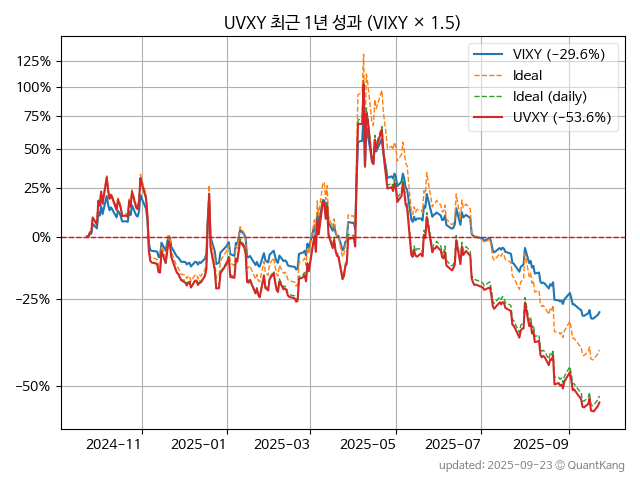 UVXY 최근 1년 성과 (VIXY × 1.5)
125%
100%
75%
50%
25%
0%
−25%
−50%
VIXY (−29.6%)
Ideal
Ideal (daily)
UVXY (−53.6%)
2024-11
2025-01
2025-03
2025-05
2025-07
2025-09
updated: 2025-09-23 ⓒ QuantKang